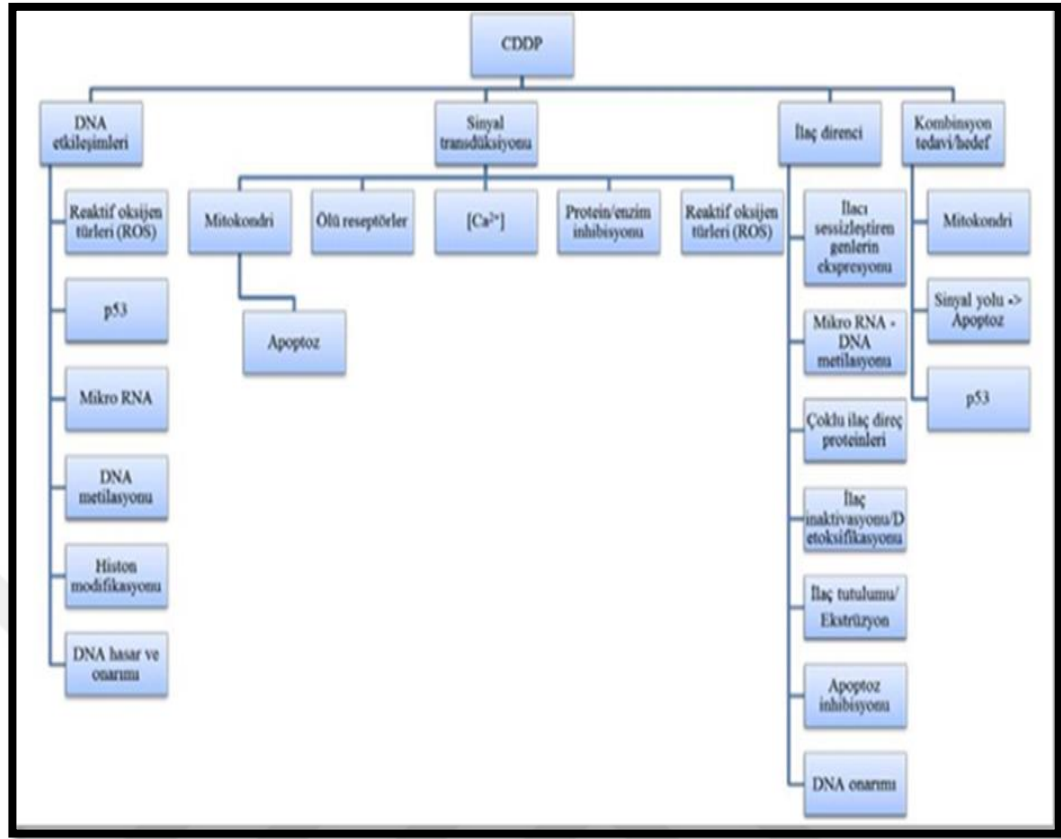 CDDP
DNA
etkileşimleri
Reaktif oksijen
türleri (ROS)
p53
Mikro RNA
DNA
metilasyonu
Histon
modifikasyonu
DNA hasar ve
onarımı
Sinyal
transdüksiyonu
Mitokondri
Apoptoz
Ölü reseptörler
[Ca²⁺]
Protein/enzim
inhibisyonu
Reaktif oksijen
türleri (ROS)
İlaç direnci
İlacı
sessizleştiren
genlerin
ekspresyonu
Mikro RNA -
DNA
metilasyonu
Çoklu ilaç direç
proteinleri
İlaç
inaktivasyonu/D
etoksifikasyonu
İlaç tutulumu/
Ekstrüzyon
Apoptoz
inhibisyonu
DNA onarımı
Kombinsyon
tedavi/hedef
Mitokondri
Sinyal yolu ->
Apoptoz
p53